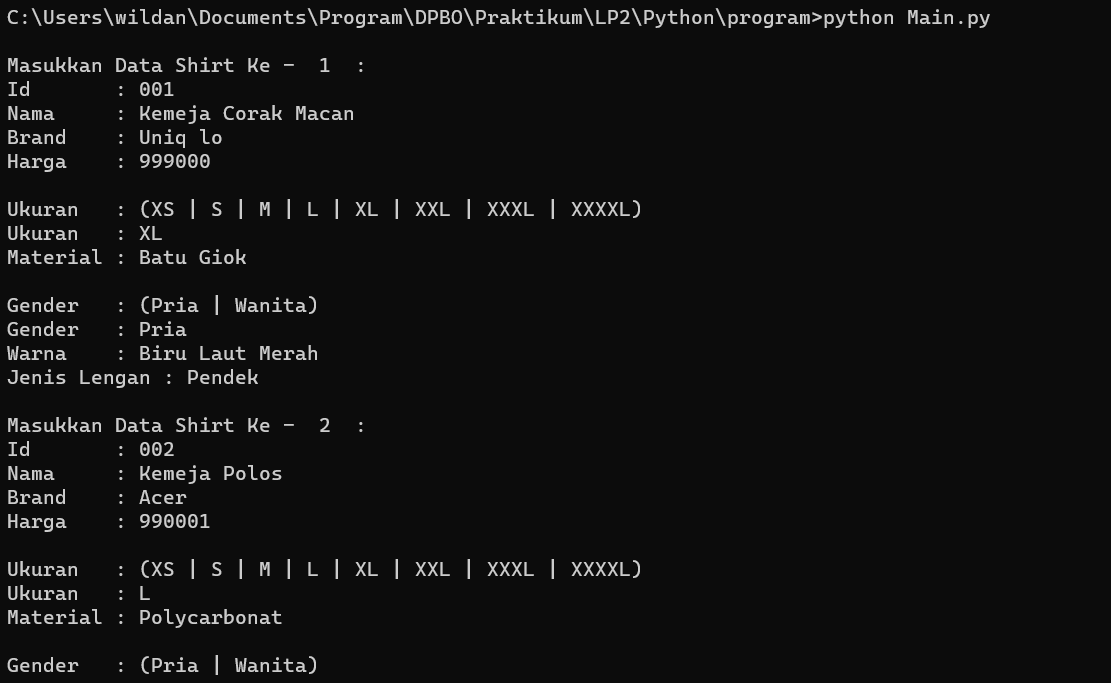 C:\Users\wildan\Documents\Program\DPBO\Praktikum\LP2\Python\program>python Main.py
Masukkan Data Shirt Ke -  1  :
Id       : 001
Nama     : Kemeja Corak Macan
Brand    : Uniq lo
Harga    : 999000
Ukuran   : (XS | S | M | L | XL | XXL | XXXL | XXXXL)
Ukuran   : XL
Material : Batu Giok
Gender   : (Pria | Wanita)
Gender   : Pria
Warna    : Biru Laut Merah
Jenis Lengan : Pendek
Masukkan Data Shirt Ke -  2  :
Id       : 002
Nama     : Kemeja Polos
Brand    : Acer
Harga    : 990001
Ukuran   : (XS | S | M | L | XL | XXL | XXXL | XXXXL)
Ukuran   : L
Material : Polycarbonat
Gender   : (Pria | Wanita)